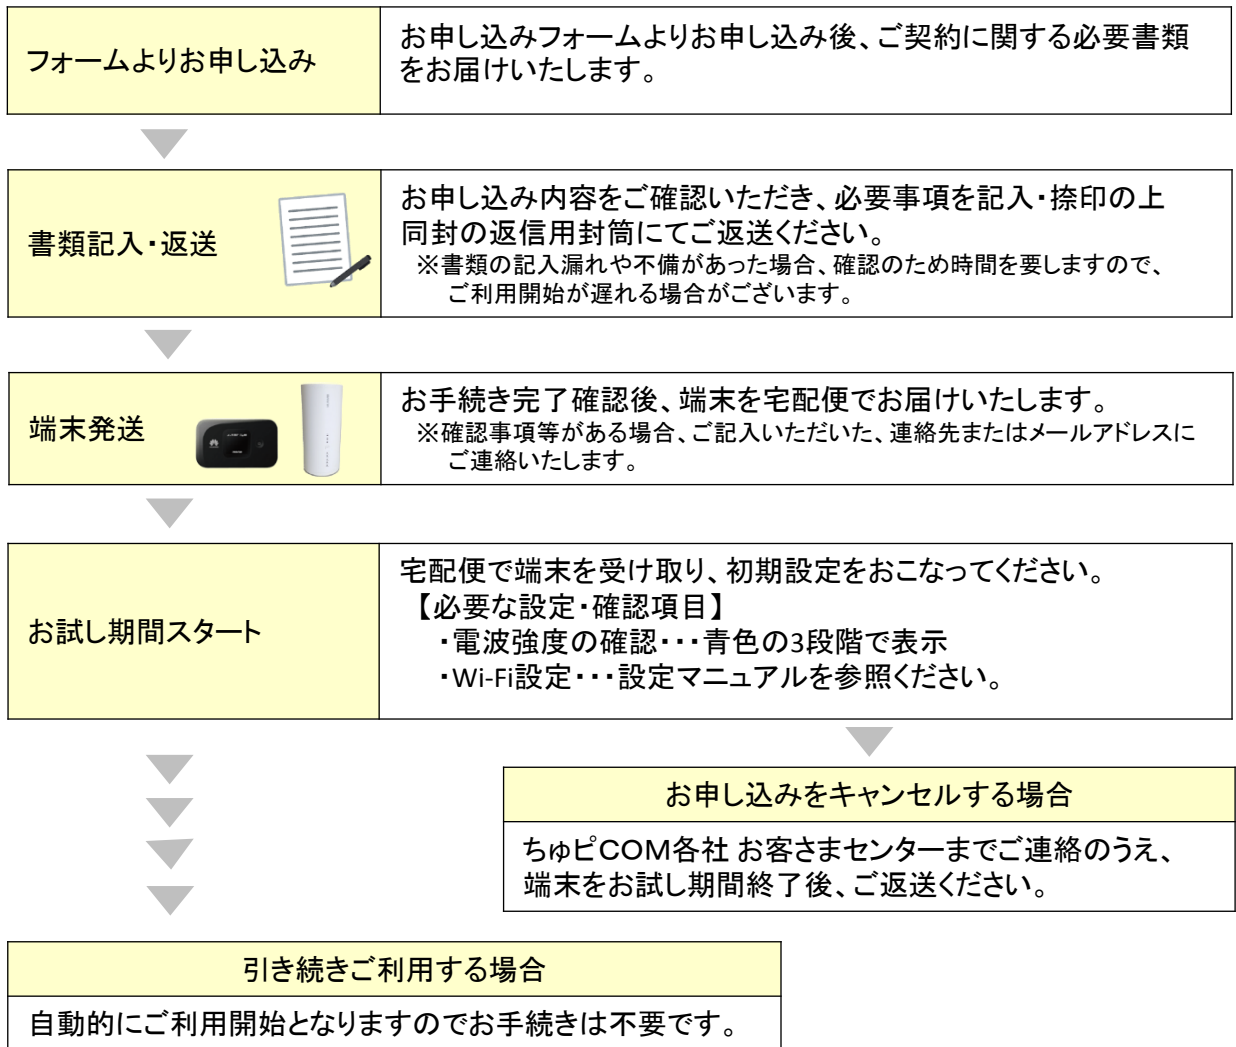 フォームよりお申し込み
お申し込みフォームよりお申し込み後、ご契約に関する必要書類
をお届けいたします。
書類記入・返送
お申し込み内容をご確認いただき、必要事項を記入・捺印の上
同封の返信用封筒にてご返送ください。
※書類の記入漏れや不備があった場合、確認のため時間を要しますので、
ご利用開始が遅れる場合がございます。
端末発送
お手続き完了確認後、端末を宅配便でお届けいたします。
※確認事項等がある場合、ご記入いただいた、連絡先またはメールアドレスに
ご連絡いたします。
お試し期間スタート
宅配便で端末を受け取り、初期設定をおこなってください。
【必要な設定・確認項目】
・電波強度の確認・・・青色の3段階で表示
・Wi-Fi設定・・・設定マニュアルを参照ください。
お申し込みをキャンセルする場合
ちゅピCOM各社 お客さまセンターまでご連絡のうえ、
端末をお試し期間終了後、ご返送ください。
引き続きご利用する場合
自動的にご利用開始となりますのでお手続きは不要です。